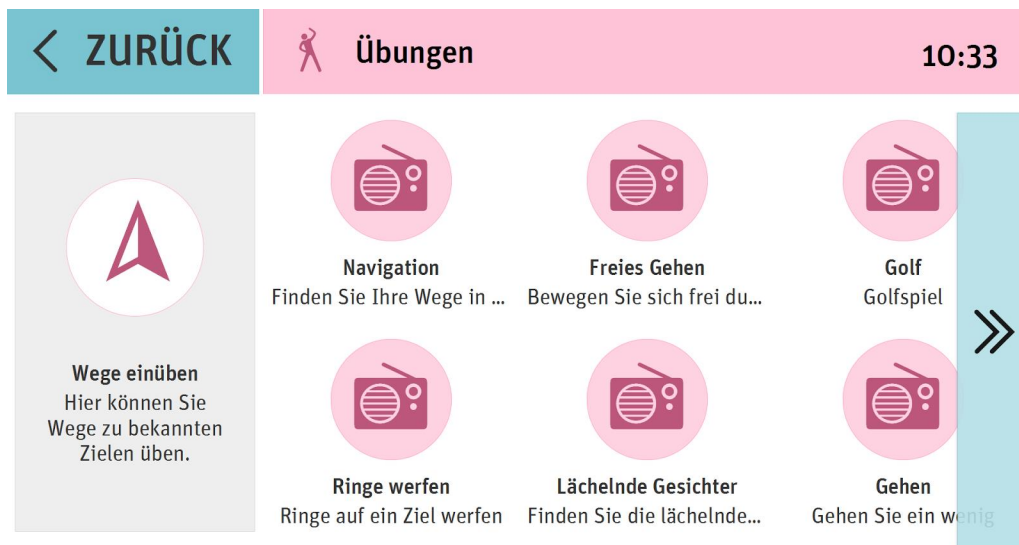 ZURÜCK
Übungen
10:33
Wege einüben
Hier können Sie
Wege zu bekannten
Zielen üben.
Navigation
Finden Sie Ihre Wege in ...
Freies Gehen
Bewegen Sie sich frei du...
Golf
Golfspiel
Ringe werfen
Ringe auf ein Ziel werfen
Lächelnde Gesichter
Finden Sie die lächelnde...
Gehen
Gehen Sie ein wenig